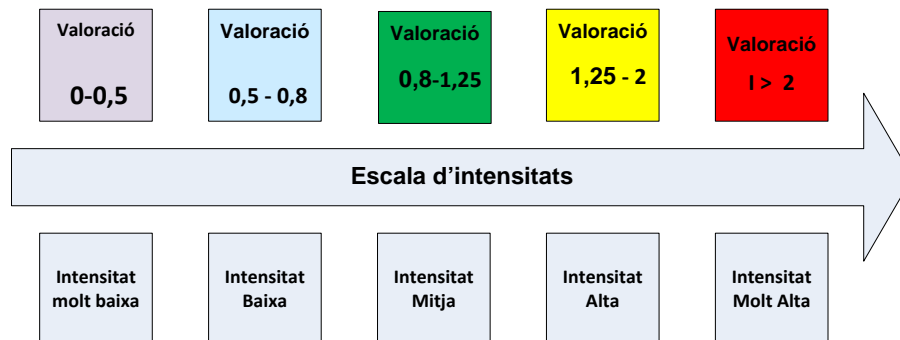 Valoració
0-0,5
Valoració
0,5 - 0,8
Valoració
0,8-1,25
Valoració
1,25 - 2
Valoració
I > 2
Escala d’intensitats
Intensitat
molt baixa
Intensitat
Baixa
Intensitat
Mitja
Intensitat
Alta
Intensitat
Molt Alta